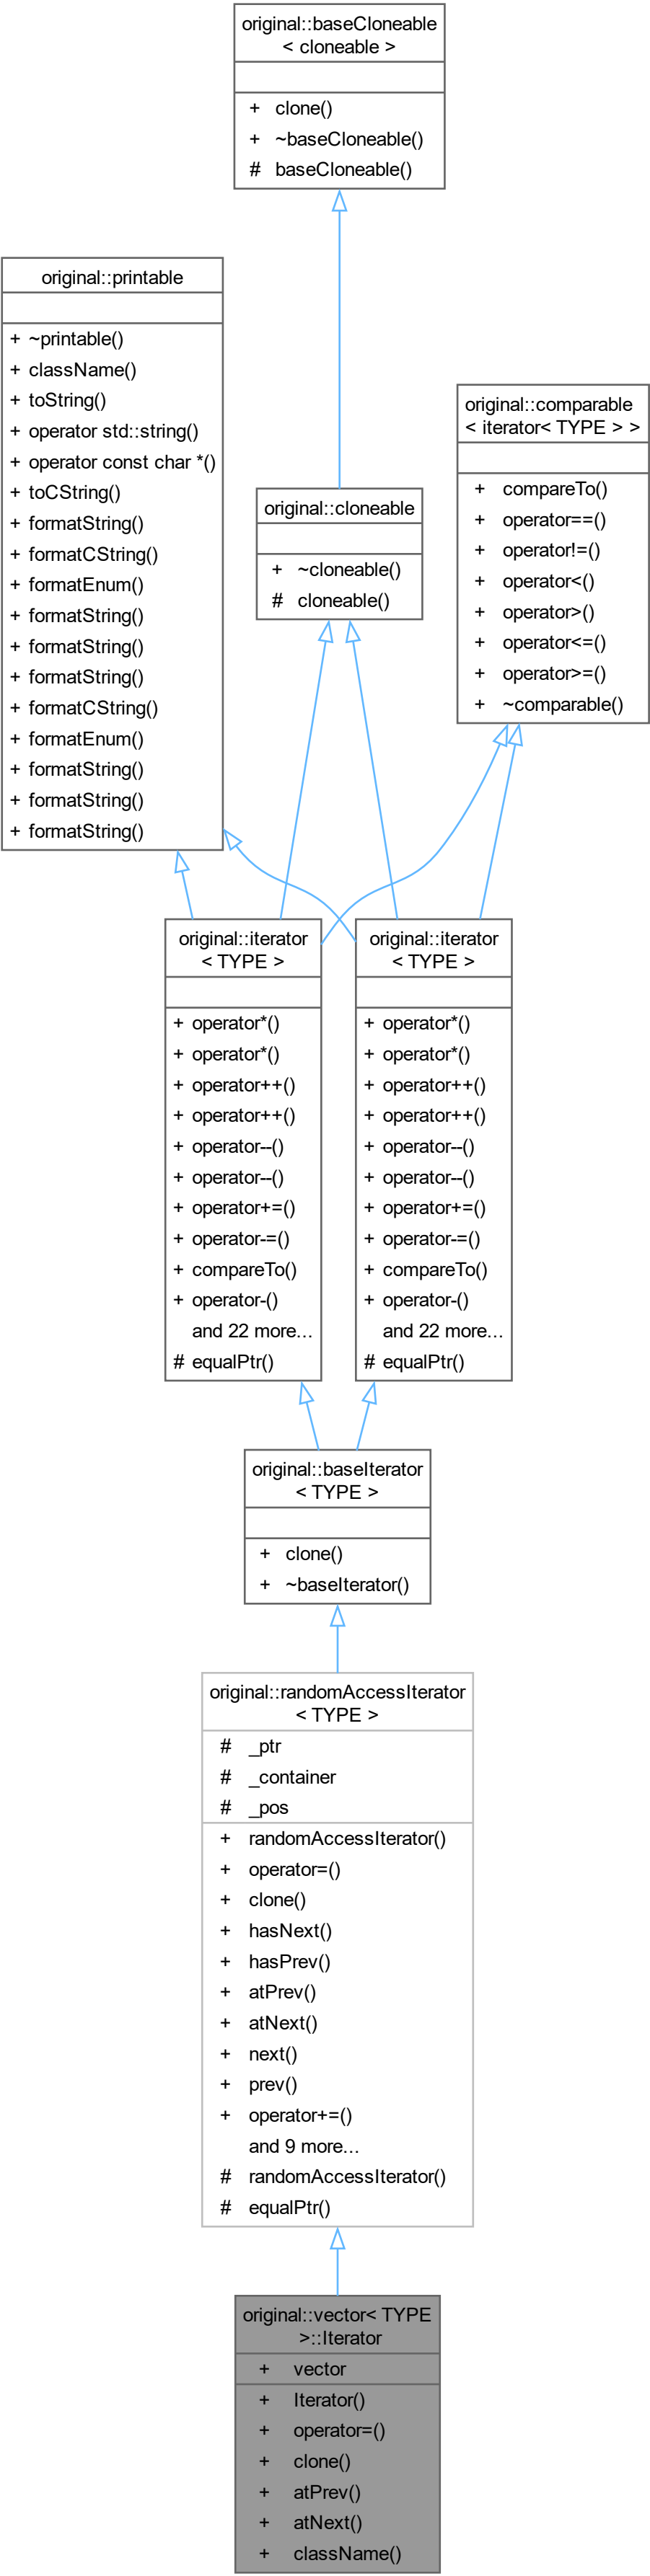 original::baseCloneable
< cloneable >
+ clone()
+ ~baseCloneable()
# baseCloneable()
original::printable
+ ~printable()
+ className()
+ toString()
+ operator std::string()
+ operator const char *()
+ toCString()
+ formatString()
+ formatCString()
+ formatEnum()
+ formatString()
+ formatString()
+ formatString()
+ formatCString()
+ formatEnum()
+ formatString()
+ formatString()
+ formatString()
original::comparable
< iterator< TYPE > >
+ compareTo()
+ operator==()
+ operator!=()
+ operator<()
+ operator>()
+ operator<=()
+ operator>=()
+ ~comparable()
original::cloneable
+ ~cloneable()
# cloneable()
original::iterator
< TYPE >
+ operator*()
+ operator*()
+ operator++()
+ operator++()
+ operator--()
+ operator--()
+ operator+=()
+ operator-=()
+ compareTo()
+ operator-()
and 22 more...
# equalPtr()
original::iterator
< TYPE >
+ operator*()
+ operator*()
+ operator++()
+ operator++()
+ operator--()
+ operator--()
+ operator+=()
+ operator-=()
+ compareTo()
+ operator-()
and 22 more...
# equalPtr()
original::baseIterator
< TYPE >
+ clone()
+ ~baseIterator()
original::randomAccessIterator
< TYPE >
# _ptr
# _container
# _pos
+ randomAccessIterator()
+ operator=()
+ clone()
+ hasNext()
+ hasPrev()
+ atPrev()
+ atNext()
+ next()
+ prev()
+ operator+=()
and 9 more...
# randomAccessIterator()
# equalPtr()
original::vector< TYPE
>::Iterator
+ vector
+ Iterator()
+ operator=()
+ clone()
+ atPrev()
+ atNext()
+ className()